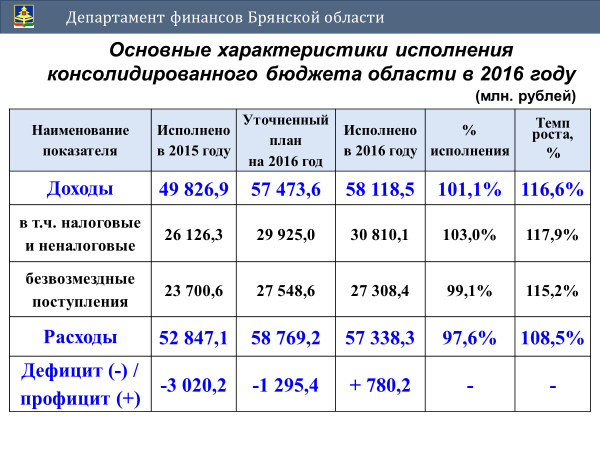 Департамент финансов Брянской области
Основные характеристики исполнения
консолидированного бюджета области в 2016 году
(млн. рублей)
Наименование показателя Исполнено в 2015 году Уточненный план на 2016 год Исполнено в 2016 году % исполнения Темп роста, %
Доходы 49 826,9 57 473,6 58 118,5 101,1% 116,6%
в т.ч. налоговые и неналоговые 26 126,3 29 925,0 30 810,1 103,0% 117,9%
безвозмездные поступления 23 700,6 27 548,6 27 308,4 99,1% 115,2%
Расходы 52 847,1 58 769,2 57 338,3 97,6% 108,5%
Дефицит (-) / профицит (+) -3 020,2 -1 295,4 + 780,2 - -